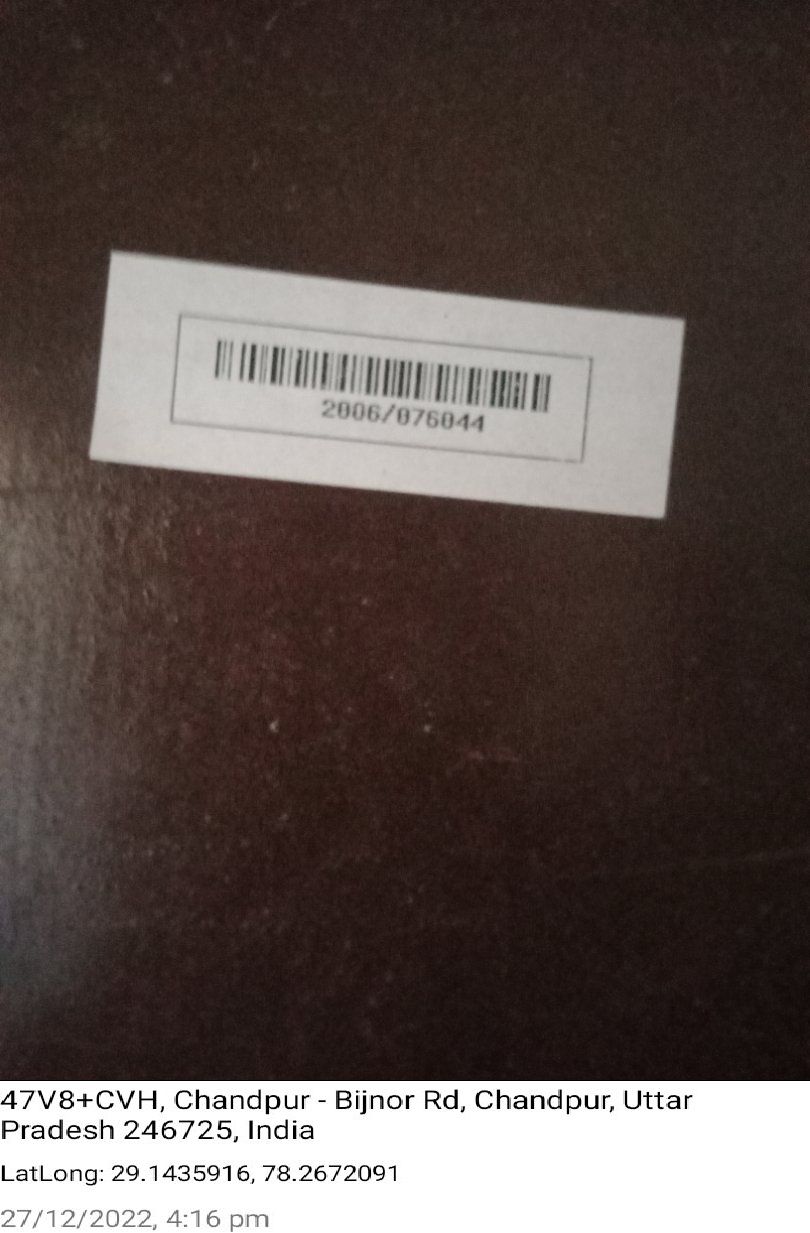 2006/076044
47V8+CVH, Chandpur - Bijnor Rd, Chandpur, Uttar
Pradesh 246725, India
LatLong: 29.1435916, 78.2672091
27/12/2022, 4:16 pm